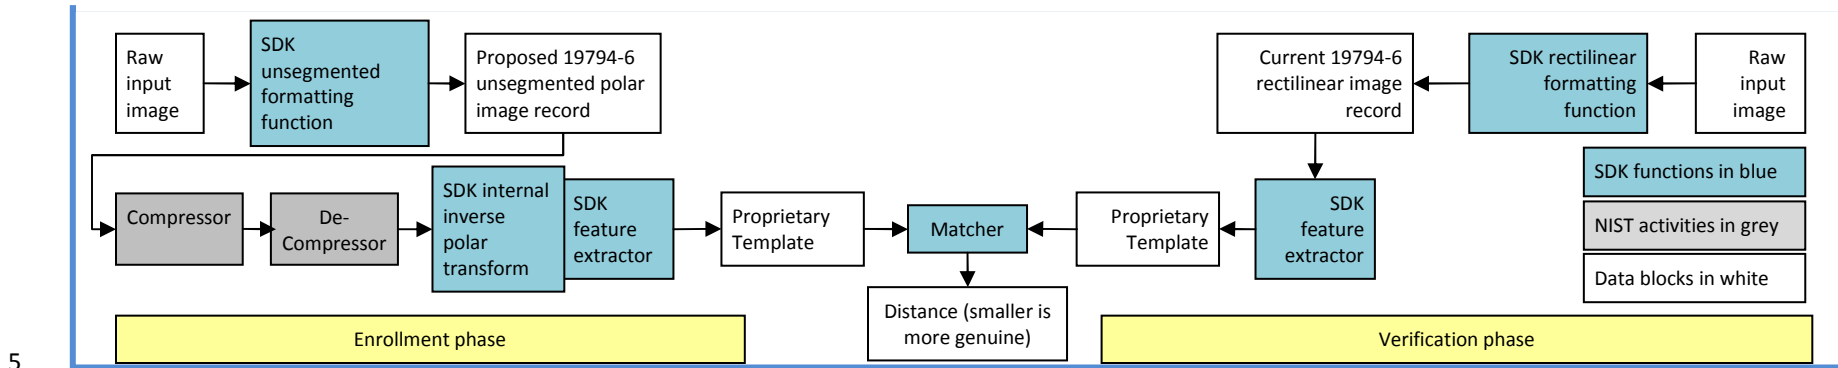 Raw
input
image
SDK
unsegmented
formatting
function
Proposed 19794-6
unsegmented polar
image record
Current 19794-6
rectilinear image
record
SDK rectilinear
formatting
function
Raw
input
image
SDK functions in blue
NIST activities in grey
Data blocks in white
Compressor
De-
Compressor
SDK internal
inverse
polar
transform
SDK
feature
extractor
Proprietary
Template
Matcher
Proprietary
Template
SDK
feature
extractor
Distance (smaller is
more genuine)
Enrollment phase
Verification phase
5